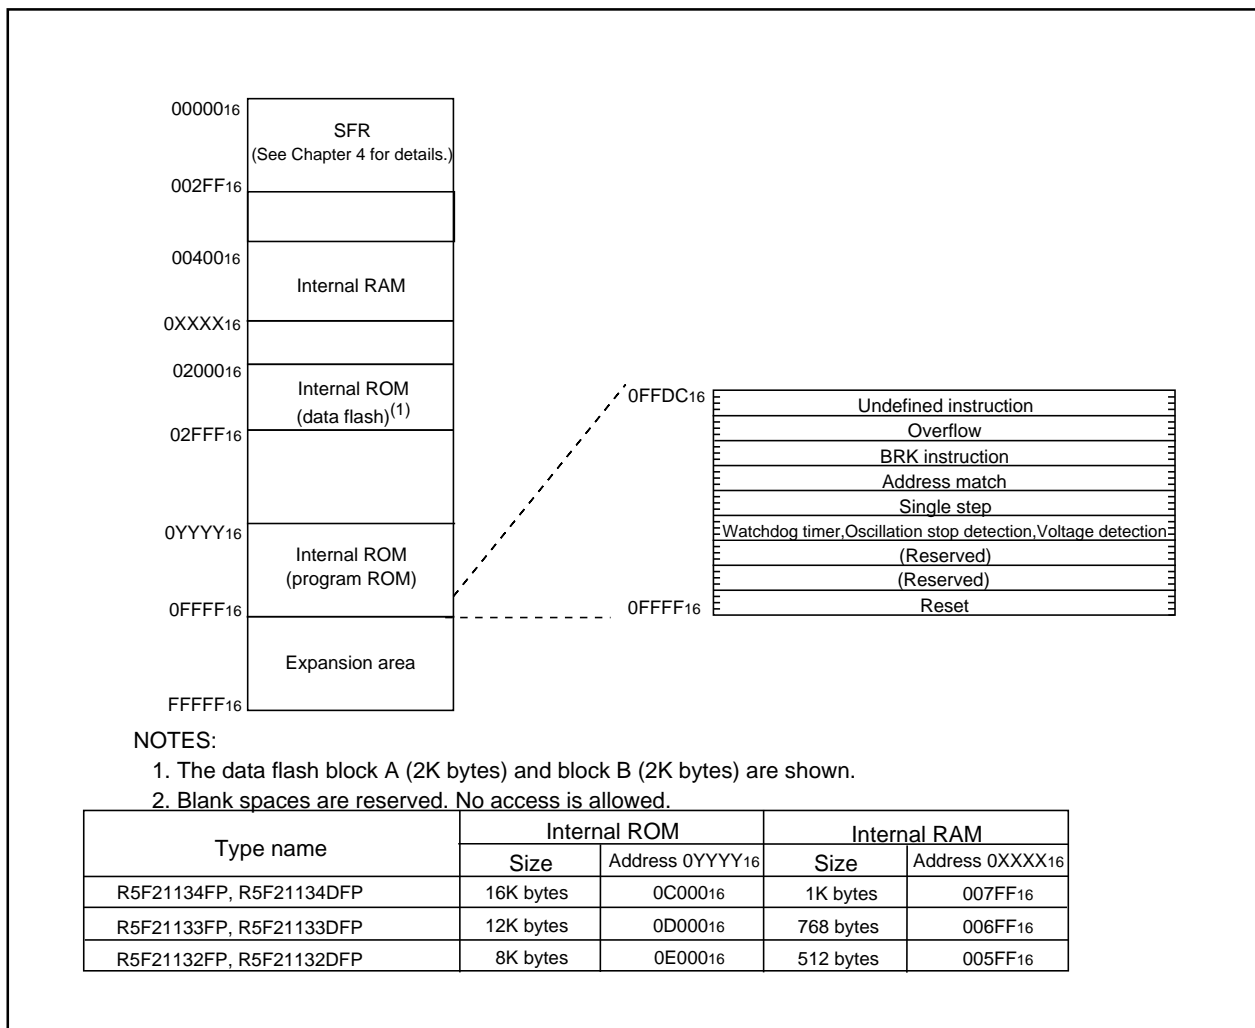 0000016
SFR
(See Chapter 4 for details.)
002FF16
0040016
Internal RAM
0XXXX16
0200016
Internal ROM
(data flash)(1)
02FFF16
0YYYY16
Internal ROM
(program ROM)
0FFFF16
Expansion area
FFFFF16
0FFDC16
Undefined instruction
Overflow
BRK instruction
Address match
Single step
Watchdog timer,Oscillation stop detection,Voltage detection
(Reserved)
(Reserved)
0FFFF16
Reset
NOTES:
1. The data flash block A (2K bytes) and block B (2K bytes) are shown.
2. Blank spaces are reserved. No access is allowed.
Type name Internal ROM Internal RAM
Size Address 0YYYY16 Size Address 0XXXX16
R5F21134FP, R5F21134DFP 16K bytes 0C00016 1K bytes 007FF16
R5F21133FP, R5F21133DFP 12K bytes 0D00016 768 bytes 006FF16
R5F21132FP, R5F21132DFP 8K bytes 0E00016 512 bytes 005FF16